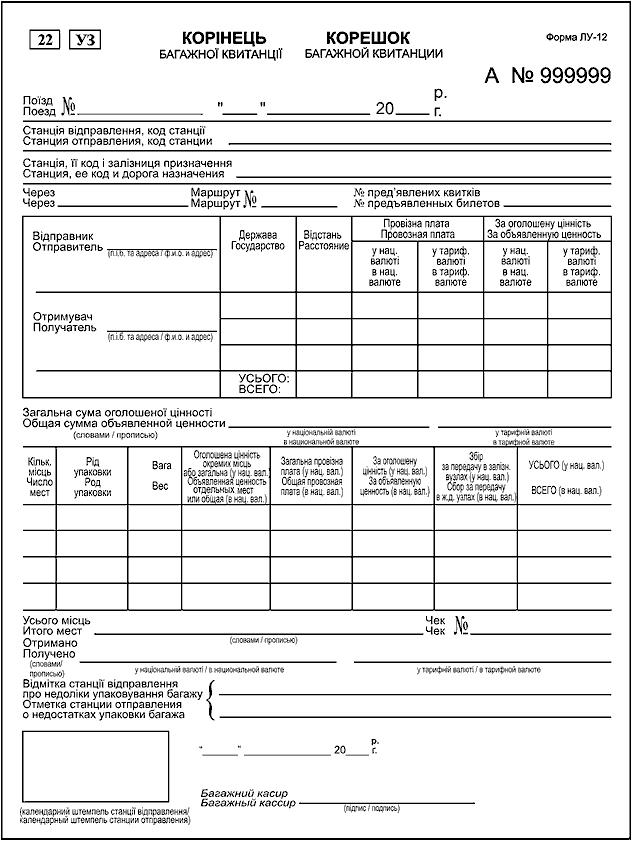 22 УЗ КОРІНЕЦЬ КОРЕШОК Форма ЛУ-12
БАГАЖНОЇ КВИТАНЦІЇ БАГАЖНОЙ КВИТАНЦИИ
А № 999999
Поїзд р.
Поезд № " " 20 г.
Станція відправлення, код станції
Станция отправления, код станции
Станція, її код і залізниця призначення
Станция, ее код и дорога назначения
Через Маршрут № пред'явлених квитків
Через Маршрут № № предъявленных билетов
Відправник
Отправитель
(п.і.б. та адреса / ф.и.о. и адрес)
Держава
Государство
Відстань
Расстояние
Провізна плата
Провозная плата
За оголошену цінність
За объявленную ценность
у нац.
валюті
в нац.
валюте
у тариф.
валюті
в тариф.
валюте
у нац.
валюті
в нац.
валюте
у тариф.
валюті
в тариф.
валюте
Отримувач
Получатель
(п.і.б. та адреса / ф.и.о. и адрес)
УСЬОГО:
ВСЕГО:
Загальна сума оголошеної цінності
Общая сумма объявленной ценности
(словами / прописью) у національній валюті у тарифній валюті
в национальной валюте в тарифной валюте
Кільк.
місць
Число
мест
Рід
упаковки
Род
упаковки
Вага
Вес
Оголошена цінність
окремих місць
або загальна (у нац. вал.)
Объявленная ценность
отдельных мест
или общая (в нац. вал.)
Загальна провізна
плата (у нац. вал.)
Общая провозная
плата (в нац. вал.)
За оголошену
цінність (у нац. вал.)
За объявленную
ценность (в нац. вал.)
Збір
за передачу в залізн.
вузлах (у нац. вал.)
Сбор за передачу
в ж.д. узлах (в нац. вал.)
УСЬОГО (у нац. вал.)
ВСЕГО (в нац. вал.)
Усього місць Чек
Итого мест Чек №
(словами / прописью)
Отримано
Получено
(словами/
прописью)
у національній валюті / в национальной валюте у тарифній валюті / в тарифной валюте
Відмітка станції відправлення
про недоліки упаковування багажу
Отметка станции отправления
о недостатках упаковки багажа
р.
" " 20 г.
Багажний касир
Багажный кассир
(підпис / подпись)
(календарний штемпель станції відправлення/
календарный штемпель станции отправления)